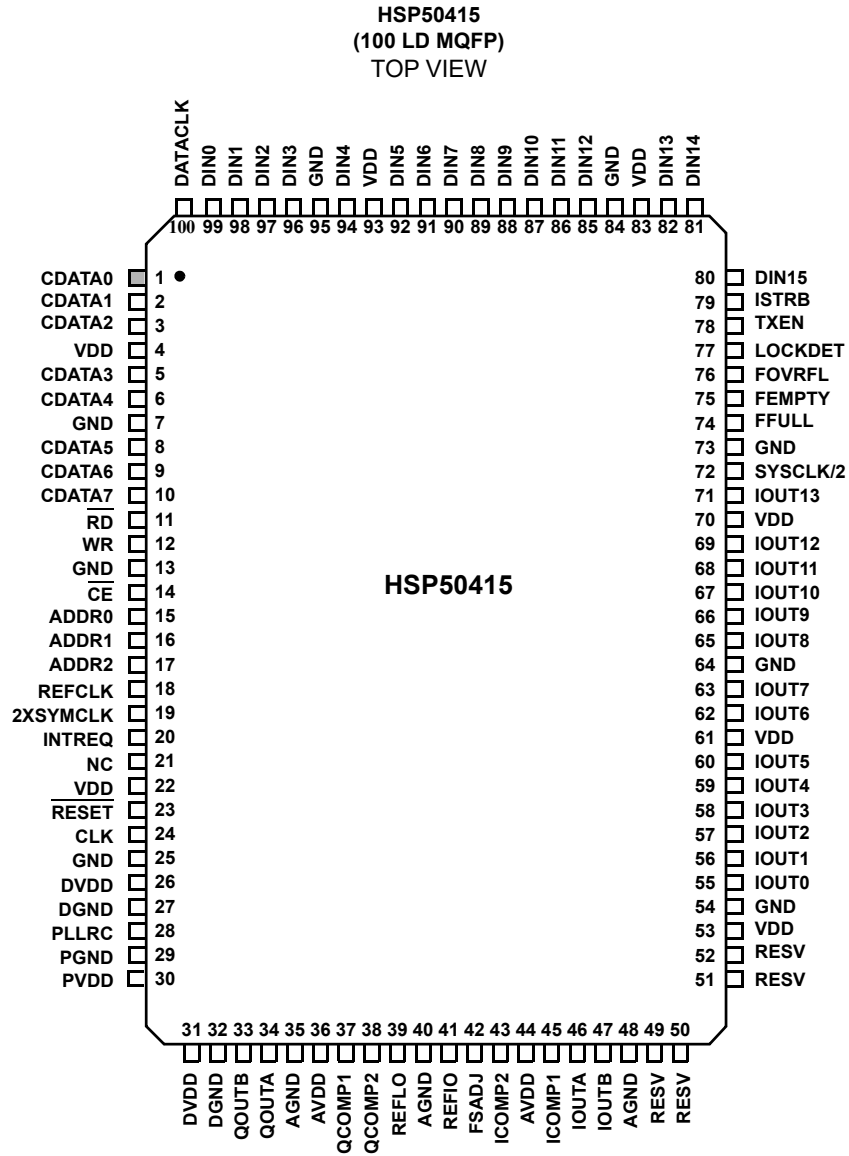 HSP50415
(100 LD MQFP)
TOP VIEW
DATACLK
DIN0
DIN1
DIN2
DIN3
GND
DIN4
VDD
DIN5
DIN6
DIN7
DIN8
DIN9
DIN10
DIN11
DIN12
GND
VDD
DIN13
DIN14
100 99 98 97 96 95 94 93 92 91 90 89 88 87 86 85 84 83 82 81
CDATA0 1 80 DIN15
CDATA1 2 79 ISTRB
CDATA2 3 78 TXEN
VDD 4 77 LOCKDET
CDATA3 5 76 FOVRFL
CDATA4 6 75 FEMPTY
GND 7 74 FFULL
CDATA5 8 73 GND
CDATA6 9 72 SYSCLK/2
CDATA7 10 71 IOUT13
RD 11 70 VDD
WR 12 69 IOUT12
GND 13 68 IOUT11
CE 14 HSP50415 67 IOUT10
ADDR0 15 66 IOUT9
ADDR1 16 65 IOUT8
ADDR2 17 64 GND
REFCLK 18 63 IOUT7
2XSYMCLK 19 62 IOUT6
INTREQ 20 61 VDD
NC 21 60 IOUT5
VDD 22 59 IOUT4
RESET 23 58 IOUT3
CLK 24 57 IOUT2
GND 25 56 IOUT1
DVDD 26 55 IOUT0
DGND 27 54 GND
PLLRC 28 53 VDD
PGND 29 52 RESV
PVDD 30 51 RESV
31 32 33 34 35 36 37 38 39 40 41 42 43 44 45 46 47 48 49 50
DVDD
DGND
QOUTB
QOUTA
AGND
AVDD
QCOMP1
QCOMP2
REFLO
AGND
REFIO
FSADJ
ICOMP2
AVDD
ICOMP1
IOUTA
IOUTB
AGND
RESV
RESV